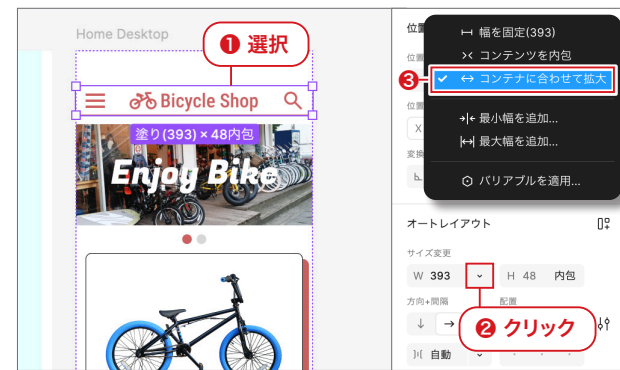 Home Desktop
❶ 選択
Bicycle Shop
塗り(393) × 48内包
Enjoy Bike
位置
幅を固定(393)
コンテンツを内包
❸
コンテナに合わせて拡大
最小幅を追加...
最大幅を追加...
バリアブルを適用...
位置
X
変換
オートレイアウト
サイズ変更
W 393
H 48 内包
方向+間隔
配置
❷ クリック
自動